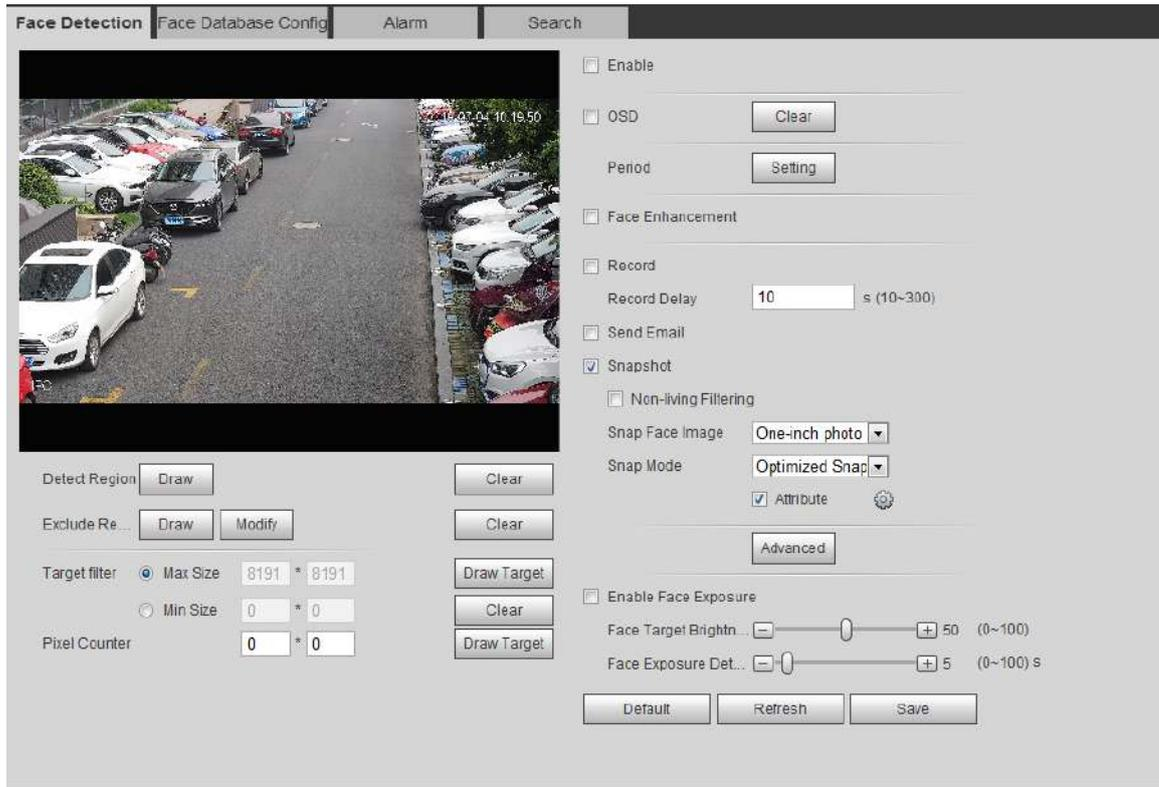 Face Detection Face Database Config Alarm Search
Enable
OSD Clear
Period Setting
Face Enhancement
Record
Record Delay 10 s (10~300)
Send Email
Snapshot
Non-living Filtering
Snap Face Image One-inch photo
Snap Mode Optimized Snap
Attribute
Advanced
Enable Face Exposure
Face Target Brightn... 50 (0~100)
Face Exposure Det... 5 (0~100) s
Default Refresh Save
10:19:50
Detect Region Draw Clear
Exclude Re... Draw Modify Clear
Target filter Max Size 8191 * 8191 Draw Target
Min Size 0 * 0 Clear
Pixel Counter 0 * 0 Draw Target